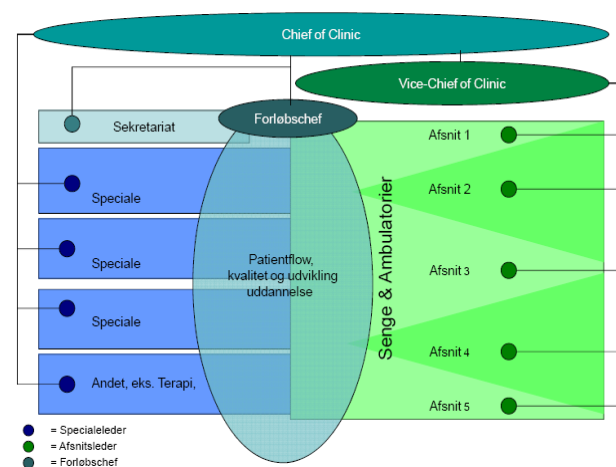 Chief of Clinic
Vice-Chief of Clinic
Forløbschef
Sekretariat
Speciale
Speciale
Speciale
Andet, eks. Terapi,
Patientflow,
kvalitet og udvikling
uddannelse
Senge & Ambulatorier
Afsnit 1
Afsnit 2
Afsnit 3
Afsnit 4
Afsnit 5
= Specialeleder
= Afsnitsleder
= Forløbschef